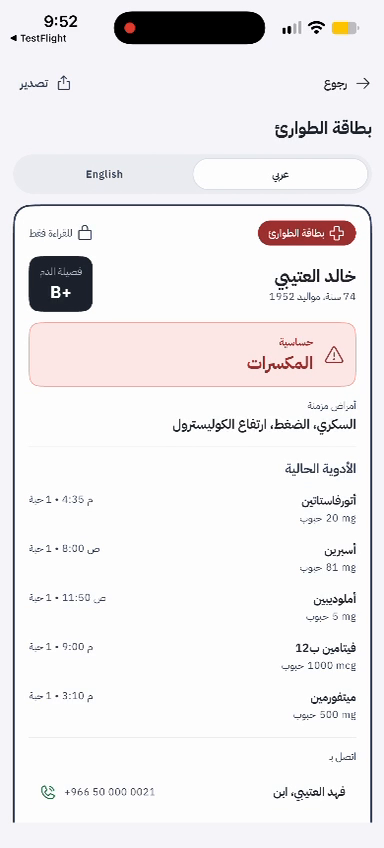 9:52
◀ TestFlight
رجوع
تصدير
بطاقة الطوارئ
عربي
English
بطاقة الطوارئ
للقراءة فقط
خالد العتيبي
74 سنة، مواليد 1952
فصيلة الدم
B+
حساسية
المكسرات
أمراض مزمنة
السكري، الضغط، ارتفاع الكوليسترول
الأدوية الحالية
أتورفاستاتين
20 mg حبوب
4:35 م • 1 حبة
أسبرين
81 mg حبوب
8:00 ص • 1 حبة
أملوديبين
5 mg حبوب
11:50 ص • 1 حبة
فيتامين ب12
1000 mcg حبوب
9:00 م • 1 حبة
ميتفورمين
500 mg حبوب
3:10 م • 1 حبة
اتصل بـ
فهد العتيبي، ابن
+966 50 000 0021